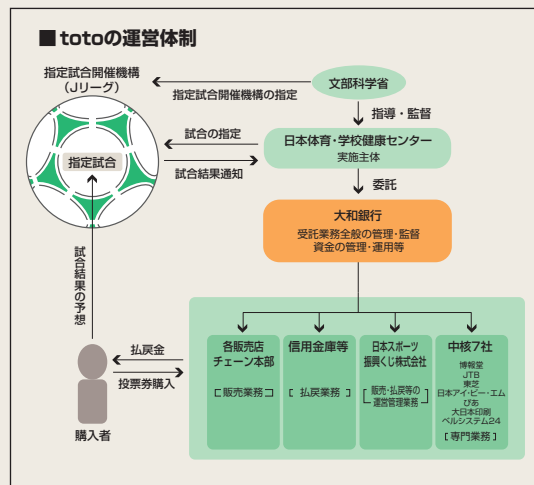 ■totoの運営体制
指定試合開催機構
(Jリーグ)
文部科学省
指定試合開催機構の指定
指導・監督
試合の指定
日本体育・学校健康センター
実施主体
指定試合
試合結果通知
委託
大和銀行
受託業務全般の管理・監督
資金の管理・運用等
試合結果の予想
払戻金
投票券購入
購入者
各販売店
チェーン本部
[販売業務]
信用金庫等
[払戻業務]
日本スポーツ
振興くじ株式会社
[販売・払戻等の
運営管理業務]
中核7社
博報堂
JTB
東芝
日本アイ・ビー・エム
ぴあ
大日本印刷
ベルシステム24
[専門業務]